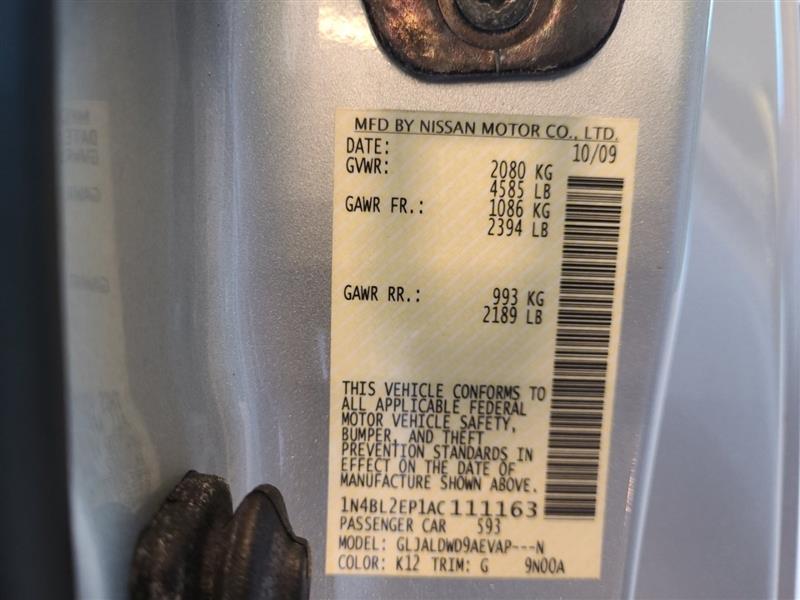 MFD BY NISSAN MOTOR CO., LTD.
DATE: 10/09
GVWR: 2080 KG
4585 LB
GAWR FR.: 1086 KG
2394 LB
GAWR RR.: 993 KG
2189 LB
THIS VEHICLE CONFORMS TO
ALL APPLICABLE FEDERAL
MOTOR VEHICLE SAFETY,
BUMPER, AND THEFT
PREVENTION STANDARDS IN
EFFECT ON THE DATE OF
MANUFACTURE SHOWN ABOVE.
1N4BL2EP1AC111163
PASSENGER CAR 593
MODEL: GLJALDWD9AEVAP---N
COLOR: K12 TRIM: G 9N00A